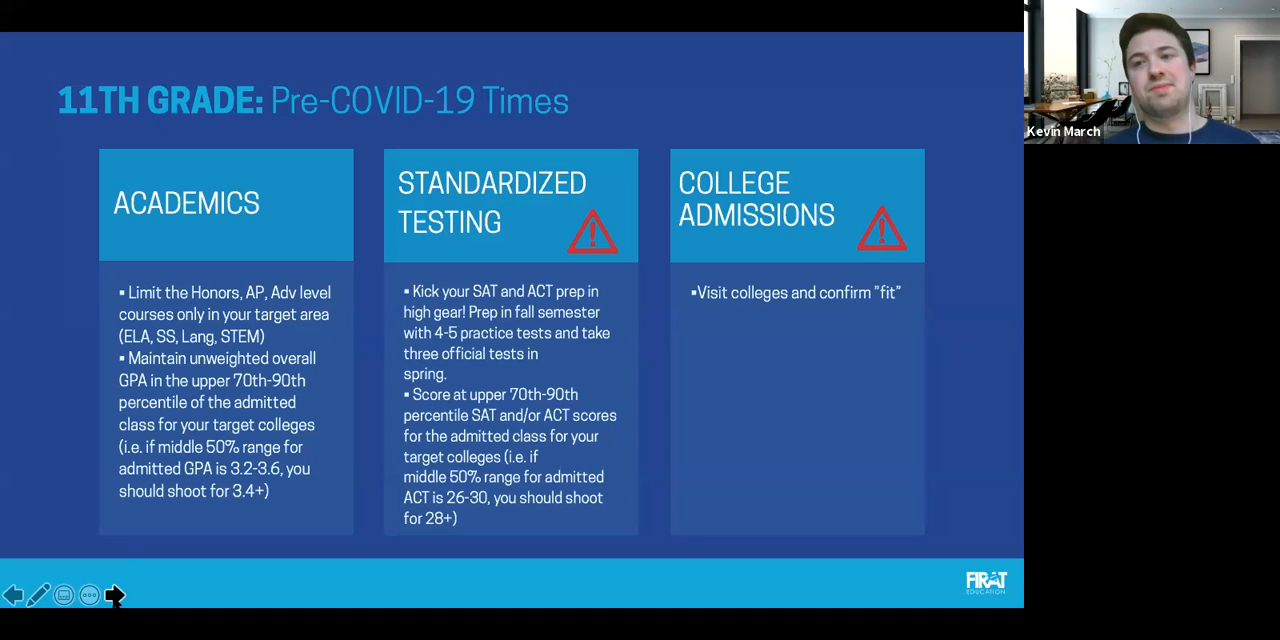 11TH GRADE: Pre-COVID-19 Times
ACADEMICS
▪ Limit the Honors, AP, Adv level
courses only in your target area
(ELA, SS, Lang, STEM)
▪ Maintain unweighted overall
GPA in the upper 70th-90th
percentile of the admitted
class for your target colleges
(i.e. if middle 50% range for
admitted GPA is 3.2-3.6, you
should shoot for 3.4+)
STANDARDIZED
TESTING
▪ Kick your SAT and ACT prep in
high gear! Prep in fall semester
with 4-5 practice tests and take
three official tests in
spring.
▪ Score at upper 70th-90th
percentile SAT and/or ACT scores
for the admitted class for your
target colleges (i.e. if
middle 50% range for admitted
ACT is 26-30, you should shoot
for 28+)
COLLEGE
ADMISSIONS
▪Visit colleges and confirm ”fit”
Kevin March
FIRAT
EDUCATION